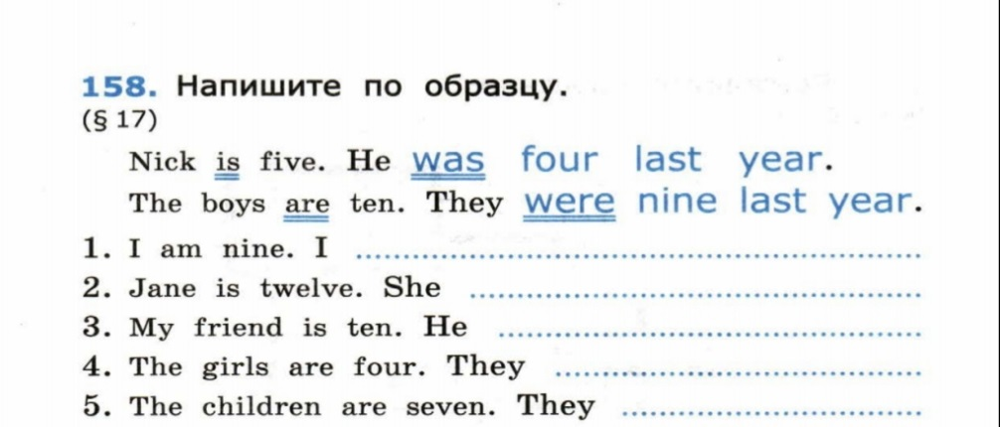 158. Напишите по образцу.
(§ 17)
Nick is five. He was four last year.
The boys are ten. They were nine last year.
1. I am nine. I ........................................
2. Jane is twelve. She ........................................
3. My friend is ten. He ........................................
4. The girls are four. They ........................................
5. The children are seven. They ........................................